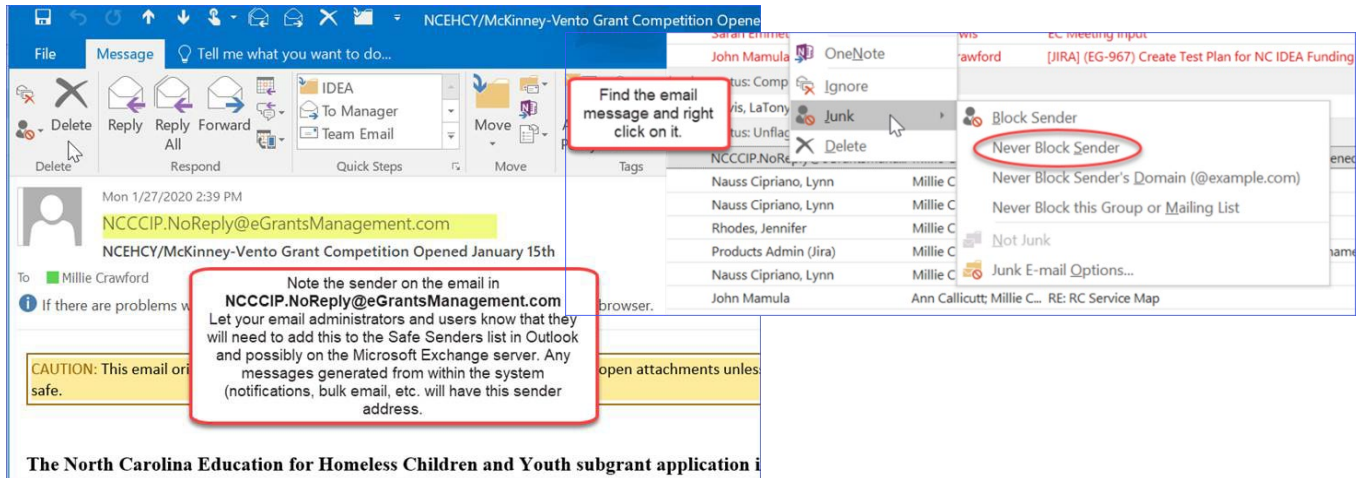 NCEHCY/McKinney-Vento Grant Competition Opene
File Message Tell me what you want to do...
Delete Reply Reply All Forward
IDEA
To Manager
Team Email
Move
Delete Respond Quick Steps Move Tags
Mon 1/27/2020 2:39 PM
NCCCIP.NoReply@eGrantsManagement.com
NCEHCY/McKinney-Vento Grant Competition Opened January 15th
To Millie Crawford
If there are problems w
browser.
Note the sender on the email in
NCCCIP.NoReply@eGrantsManagement.com
Let your email administrators and users know that they
will need to add this to the Safe Senders list in Outlook
and possibly on the Microsoft Exchange server. Any
messages generated from within the system
(notifications, bulk email, etc. will have this sender
address.
CAUTION: This email ori
open attachments unles
safe.
The North Carolina Education for Homeless Children and Youth subgrant application i
Find the email
message and right
click on it.
EC Meeting Input
John Mamula
rawford [JIRA] (EG-967) Create Test Plan for NC IDEA Funding
tus: Comp
vis, LaTony
tus: Unflag
OneNote
Ignore
Junk
Delete
Block Sender
Never Block Sender
Never Block Sender's Domain (@example.com)
Never Block this Group or Mailing List
Not Junk
Junk E-mail Options...
Nauss Cipriano, Lynn Millie C
Nauss Cipriano, Lynn Millie C
Rhodes, Jennifer Millie C
Products Admin (Jira) Millie C
Nauss Cipriano, Lynn Millie C
John Mamula Ann Callicutt; Millie C... RE: RC Service Map